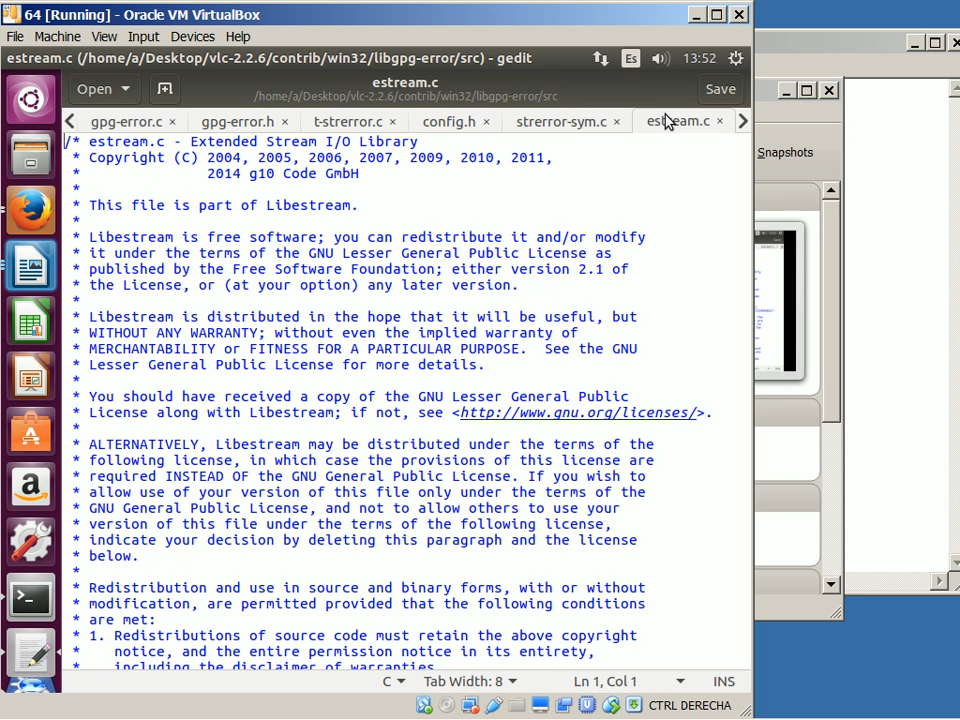 64 [Running] - Oracle VM VirtualBox
File Machine View Input Devices Help
estream.c (/home/a/Desktop/vlc-2.2.6/contrib/win32/libgpg-error/src) - gedit
Es
13:52
Open
estream.c
/home/a/Desktop/vlc-2.2.6/contrib/win32/libgpg-error/src
Save
gpg-error.c × gpg-error.h × t-strerror.c × config.h × strerror-sym.c × estream.c ×
Snapshots
/* estream.c - Extended Stream I/O Library
* Copyright (C) 2004, 2005, 2006, 2007, 2009, 2010, 2011,
* 2014 g10 Code GmbH
*
* This file is part of Libestream.
*
* Libestream is free software; you can redistribute it and/or modify
* it under the terms of the GNU Lesser General Public License as
* published by the Free Software Foundation; either version 2.1 of
* the License, or (at your option) any later version.
*
* Libestream is distributed in the hope that it will be useful, but
* WITHOUT ANY WARRANTY; without even the implied warranty of
* MERCHANTABILITY or FITNESS FOR A PARTICULAR PURPOSE.  See the GNU
* Lesser General Public License for more details.
*
* You should have received a copy of the GNU Lesser General Public
* License along with Libestream; if not, see <http://www.gnu.org/licenses/>.
*
* ALTERNATIVELY, Libestream may be distributed under the terms of the
* following license, in which case the provisions of this license are
* required INSTEAD OF the GNU General Public License. If you wish to
* allow use of your version of this file only under the terms of the
* GNU General Public License, and not to allow others to use your
* version of this file under the terms of the following license,
* indicate your decision by deleting this paragraph and the license
* below.
*
* Redistribution and use in source and binary forms, with or without
* modification, are permitted provided that the following conditions
* are met:
* 1. Redistributions of source code must retain the above copyright
* notice, and the entire permission notice in its entirety,
* including the disclaimer of warranties.
C Tab Width: 8 Ln 1, Col 1 INS
CTRL DERECHA